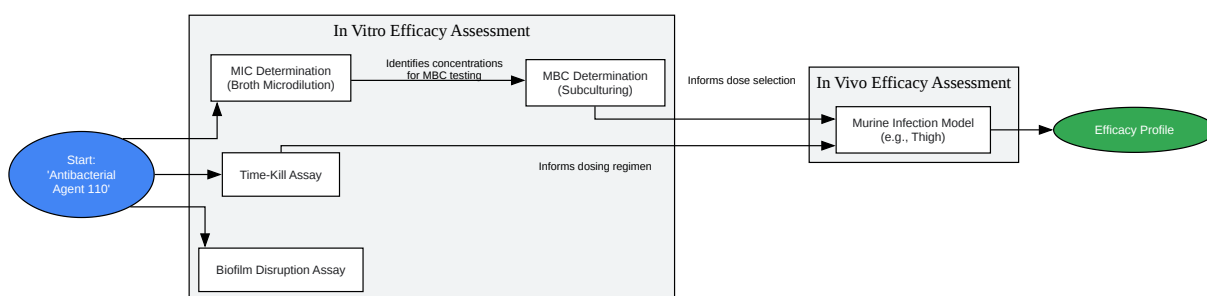 In Vitro Efficacy Assessment
MIC Determination
(Broth Microdilution)
Identifies concentrations
for MBC testing
MBC Determination
(Subculturing)
Informs dose selection
In Vivo Efficacy Assessment
Murine Infection Model
(e.g., Thigh)
Efficacy Profile
Start:
'Antibacterial
Agent 110'
Time-Kill Assay
Informs dosing regimen
Biofilm Disruption Assay